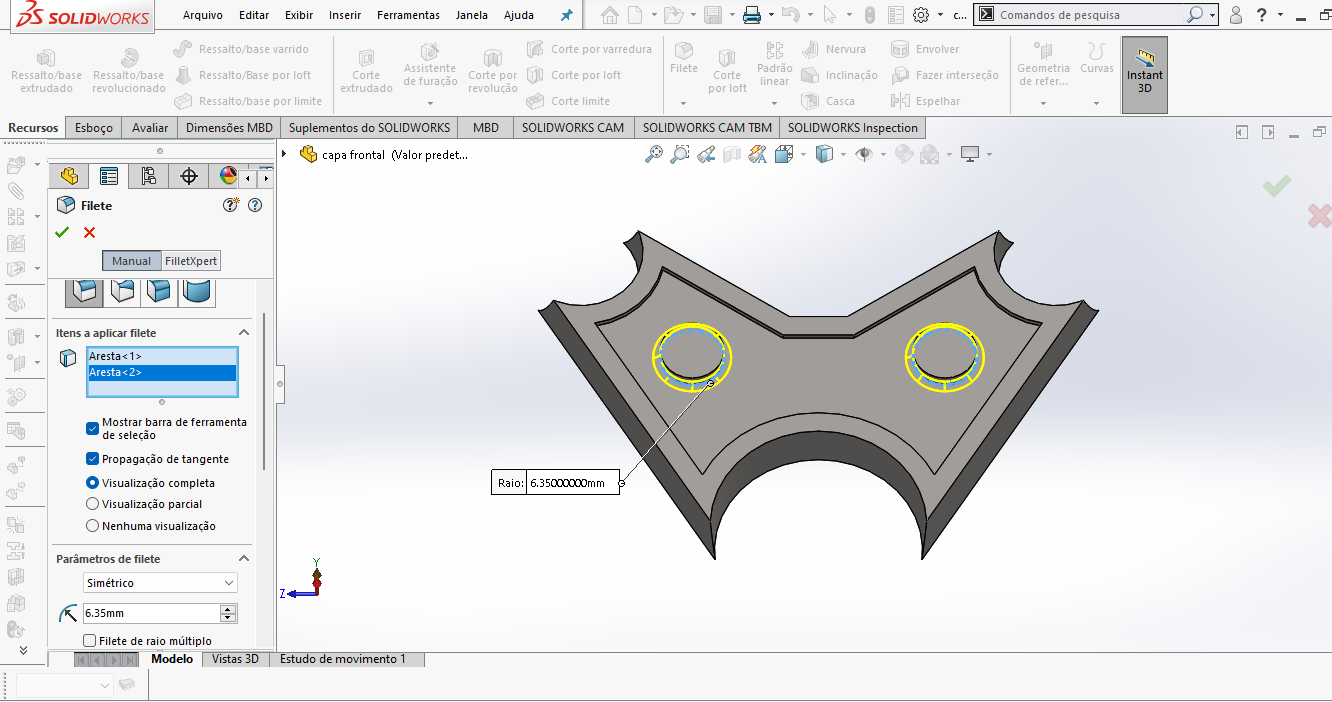 SOLIDWORKS
Arquivo Editar Exibir Inserir Ferramentas Janela Ajuda
c...
Comandos de pesquisa
?
Ressalto/base extrudado
Ressalto/base revolucionado
Ressalto/base varrido
Ressalto/Base por loft
Ressalto/base por limite
Corte extrudado
Assistente de furação
Corte por revolução
Corte por varredura
Corte por loft
Corte limite
Filete
Corte por loft
Padrão linear
Nervura
Inclinação
Casca
Envolver
Fazer interseção
Espelhar
Geometria de refer...
Curvas
Instant 3D
Recursos Esboço Avaliar Dimensões MBD Suplementos do SOLIDWORKS MBD SOLIDWORKS CAM SOLIDWORKS CAM TBM SOLIDWORKS Inspection
capa frontal (Valor predet...
Filete
Manual FilletXpert
Itens a aplicar filete
Aresta<1>
Aresta<2>
Mostrar barra de ferramenta
de seleção
Propagação de tangente
Visualização completa
Visualização parcial
Nenhuma visualização
Parâmetros de filete
Simétrico
6.35mm
Filete de raio múltiplo
Raio: 6.35000000mm
Y
Z
Modelo Vistas 3D Estudo de movimento 1